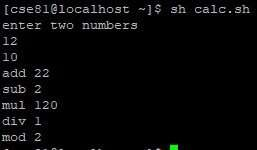 [cse81@localhost ~]$ sh calc.sh
enter two numbers
12
10
add 22
sub 2
mul 120
div 1
mod 2